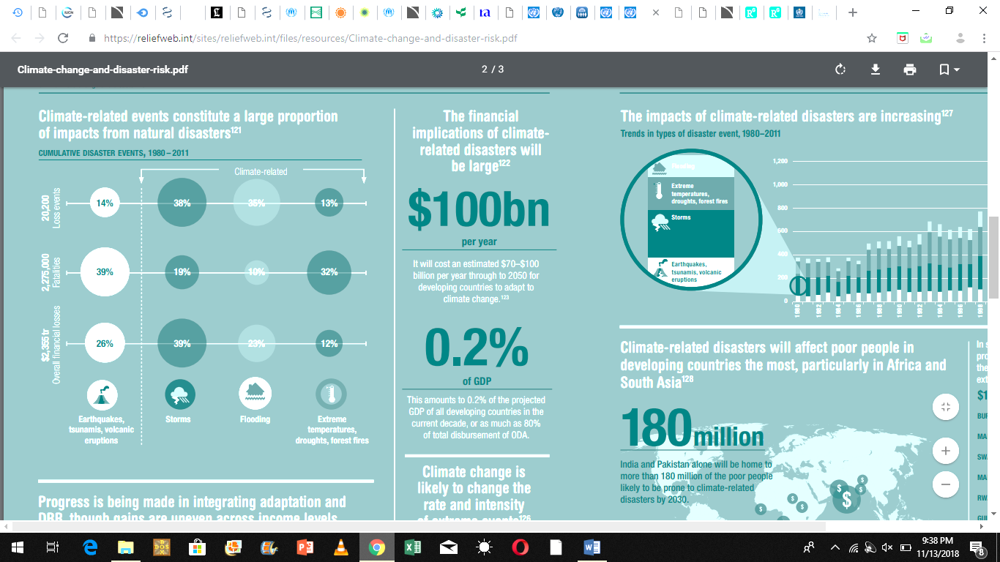 https://reliefweb.int/sites/reliefweb.int/files/resources/Climate-change-and-disaster-risk.pdf
Climate-change-and-disaster-risk.pdf
2 / 3
Climate-related events constitute a large proportion
of impacts from natural disasters121
CUMULATIVE DISASTER EVENTS, 1980–2011
Climate-related
20,200
Loss events
14%
38%
35%
13%
2,275,000
Fatalities
39%
19%
10%
32%
$2,355 tr
Overall financial losses
26%
39%
23%
12%
Earthquakes,
tsunamis, volcanic
eruptions
Storms
Flooding
Extreme
temperatures,
droughts, forest fires
Progress is being made in integrating adaptation and
DRR, though gains are uneven across income levels
The financial
implications of climate-
related disasters will
be large122
$100bn
per year
It will cost an estimated $70–$100
billion per year through to 2050 for
developing countries to adapt to
climate change.123
0.2%
of GDP
This amounts to 0.2% of the projected
GDP of all developing countries in the
current decade, or as much as 80%
of total disbursement of ODA.
Climate change is
likely to change the
rate and intensity
of extreme events126
The impacts of climate-related disasters are increasing127
Trends in types of disaster event, 1980–2011
Flooding
Extreme
temperatures,
droughts, forest fires
Storms
Earthquakes,
tsunamis, volcanic
eruptions
1,200
1,000
800
600
400
200
0
1980
1982
1984
1986
1988
1990
1992
1994
1996
1998
Climate-related disasters will affect poor people in
developing countries the most, particularly in Africa and
South Asia128
180 million
India and Pakistan alone will be home to
more than 180 million of the poor people
likely to be prone to climate-related
disasters by 2030.
$
$
$
$
$
$
$
In s
pro
the
ext
$1
BUR
MA
SW
MA
RW
GUI
9:38 PM
11/13/2018
8